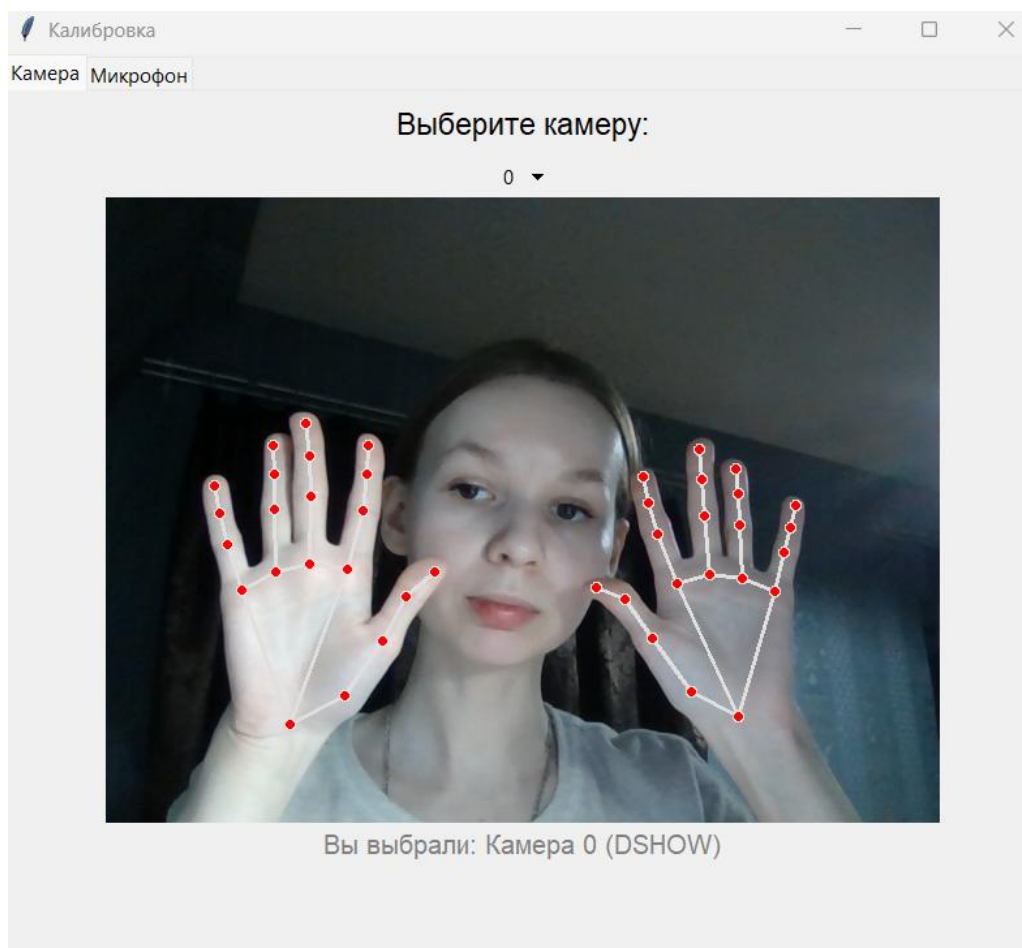 Калибровка
Камера Микрофон
Выберите камеру:
0
Вы выбрали: Камера 0 (DSHOW)